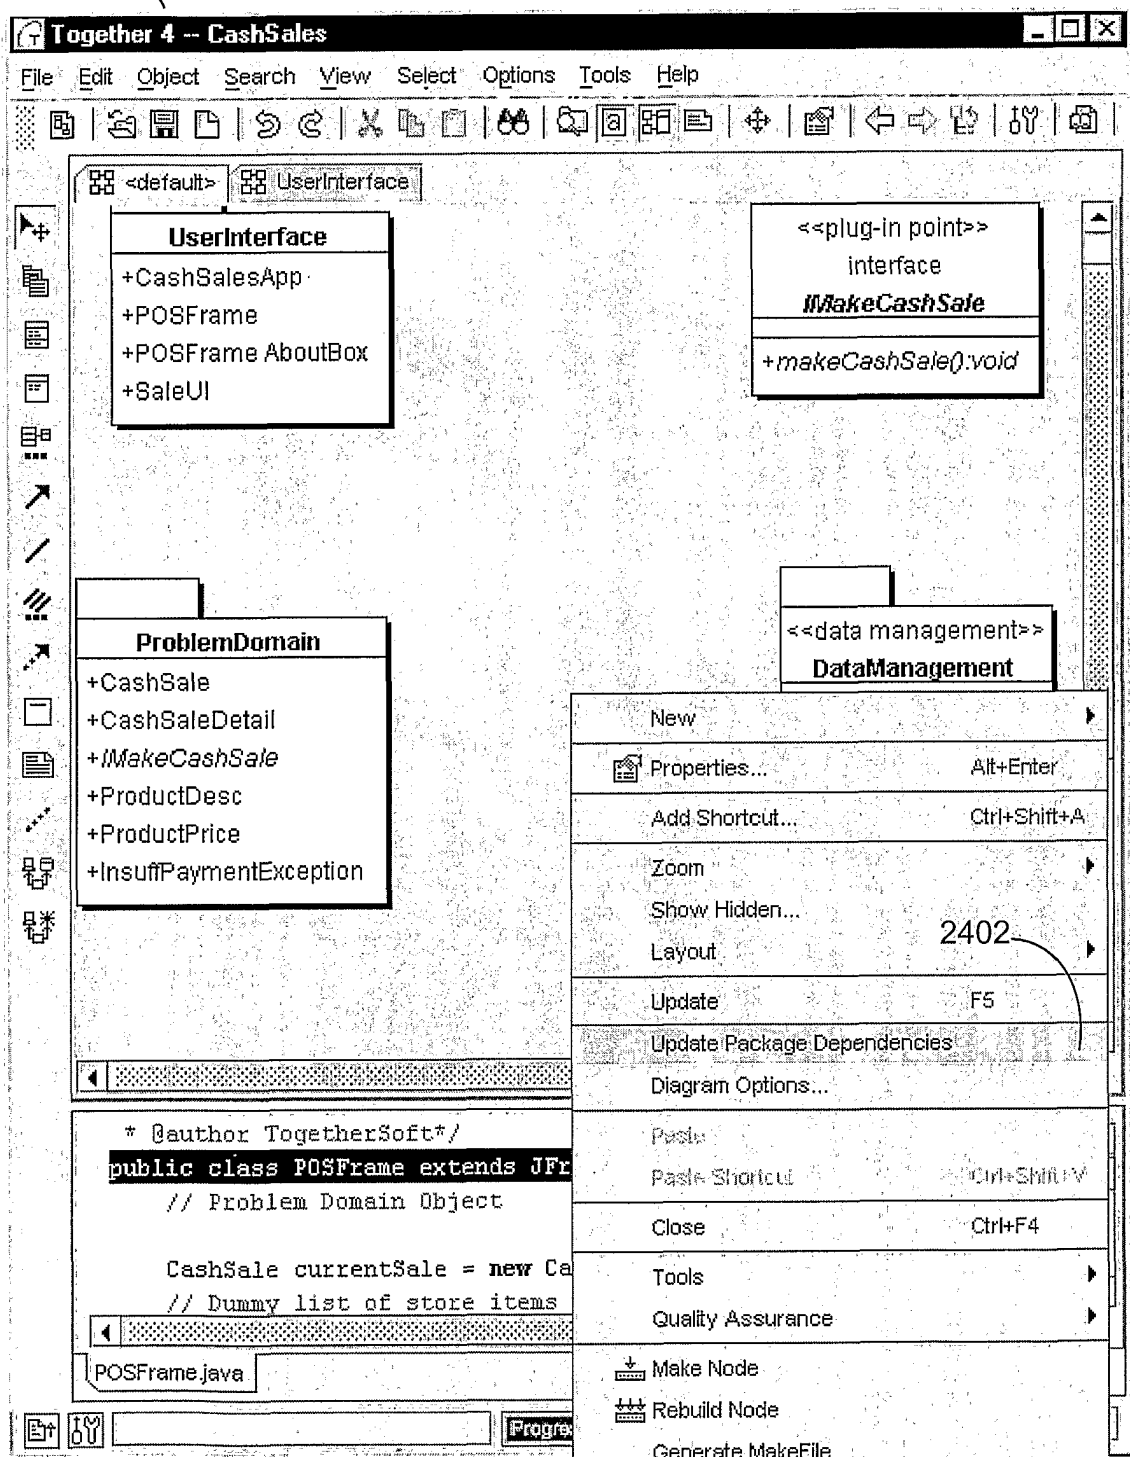 Together 4 -- CashSales
File Edit Object Search View Select Options Tools Help
<default> UserInterface
UserInterface
+CashSalesApp
+POSFrame
+POSFrame AboutBox
+SaleUI
<<plug-in point>>
interface
IMakeCashSale
+makeCashSale():void
ProblemDomain
+CashSale
+CashSaleDetail
+IMakeCashSale
+ProductDesc
+ProductPrice
+InsuffPaymentException
<<data management>>
DataManagement
New
Properties... Alt+Enter
Add Shortcut... Ctrl+Shift+A
Zoom
Show Hidden...
2402
Layout
Update F5
Update Package Dependencies
Diagram Options...
Paste
Paste Shortcut Ctrl+Shift+V
Close Ctrl+F4
Tools
Quality Assurance
Make Node
Rebuild Node
Generate MakeFile
* @author TogetherSoft*/
public class POSFrame extends JFr
// Problem Domain Object
CashSale currentSale = new Ca
// Dummy list of store items
POSFrame.java
Progre